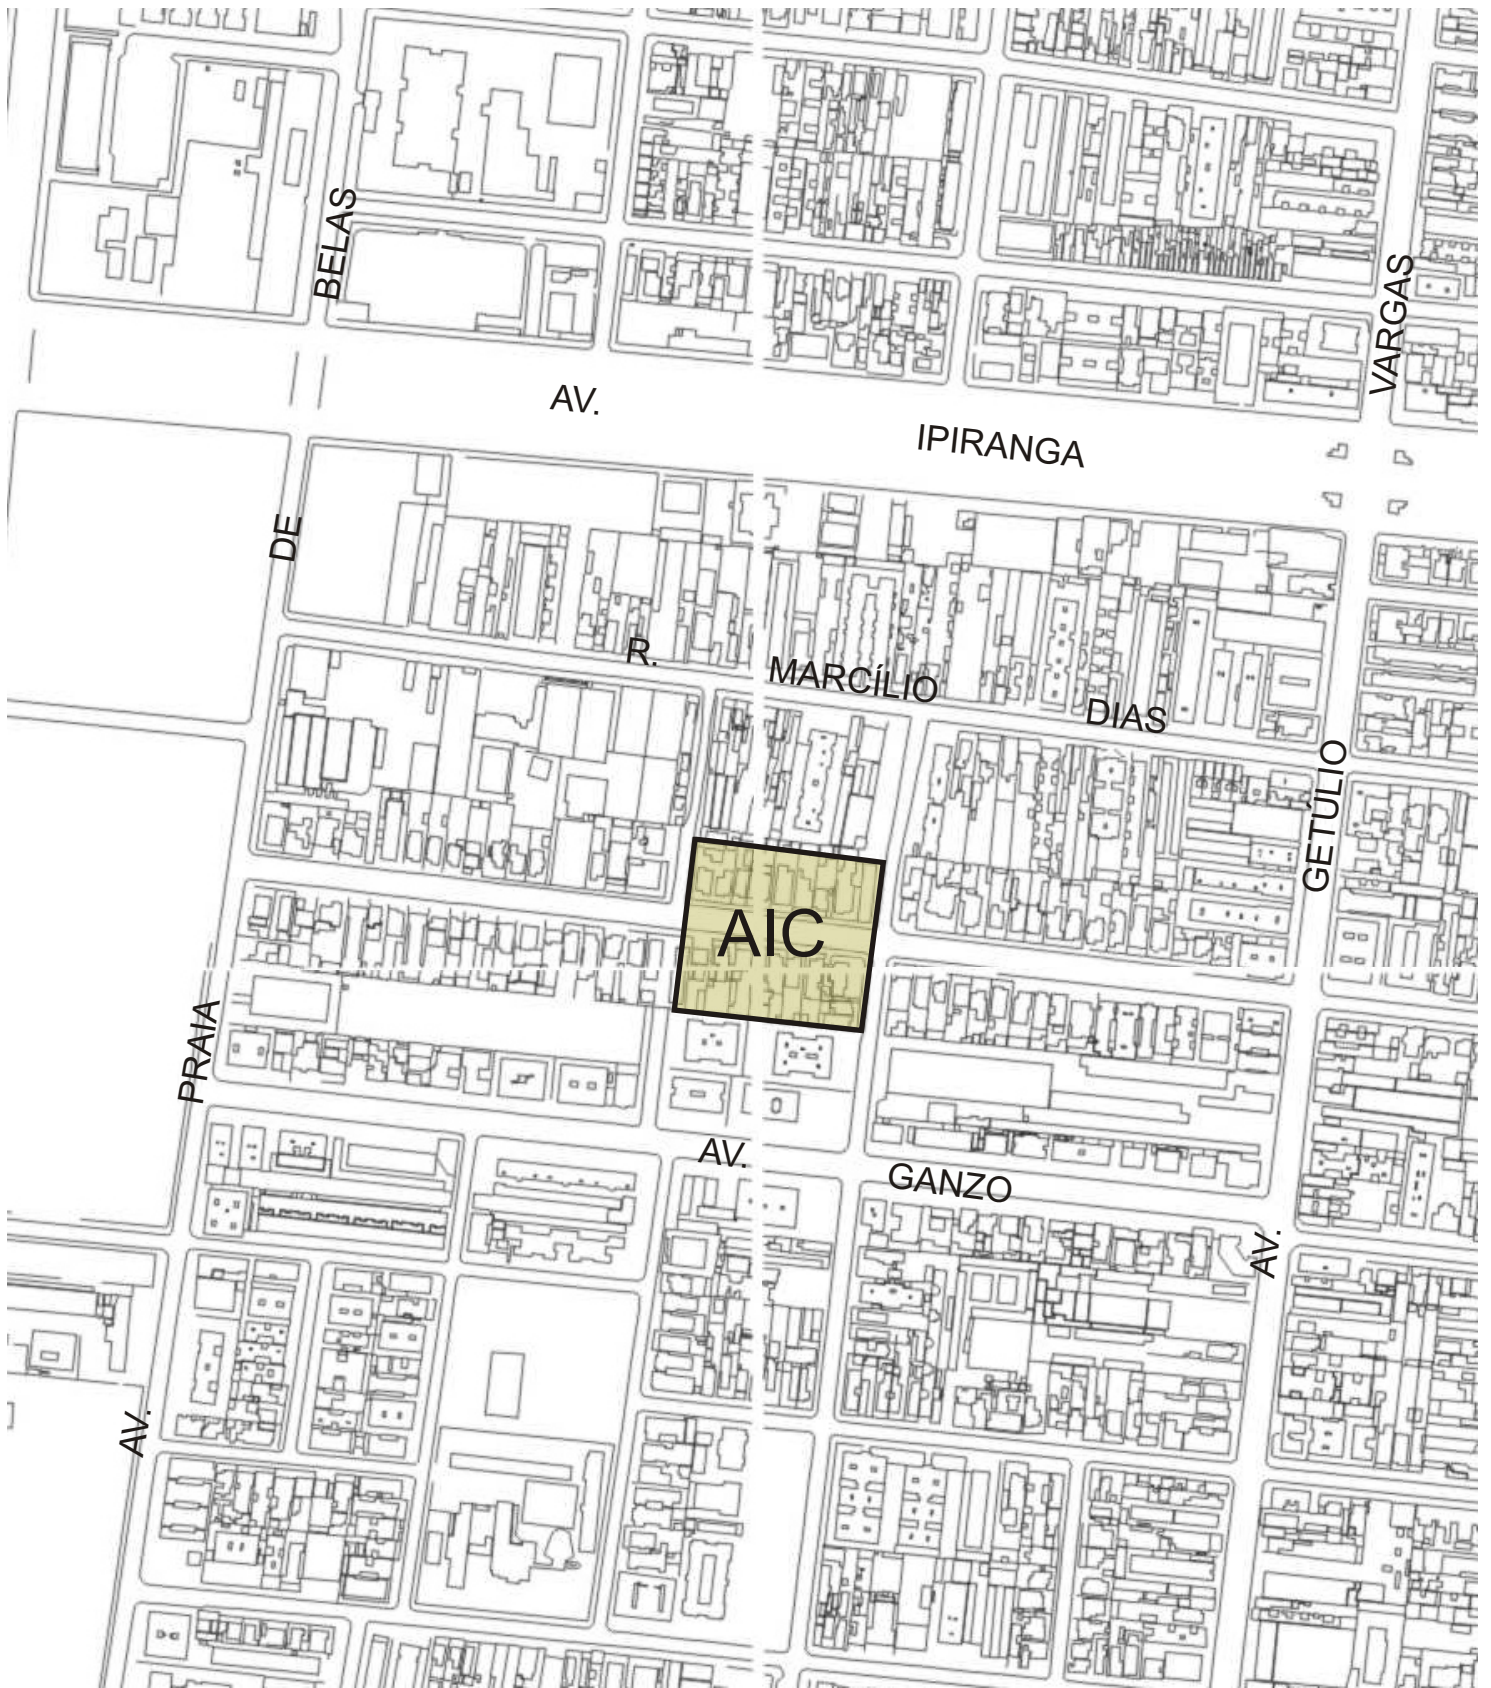 BELAS
VARGAS
AV.
IPIRANGA
DE
R.
MARCÍLIO
DIAS
GETÚLIO
AIC
PRAIA
AV.
GANZO
AV.
AV.